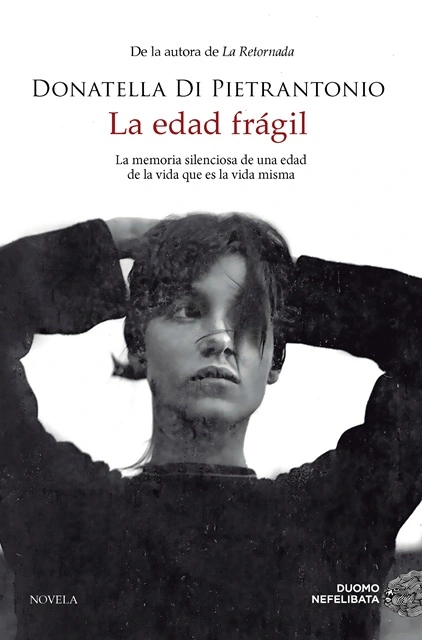 De la autora de La Retornada
DONATELLA DI PIETRANTONIO
La edad frágil
La memoria silenciosa de una edad
de la vida que es la vida misma
NOVELA
DUOMO
NEFELIBATA